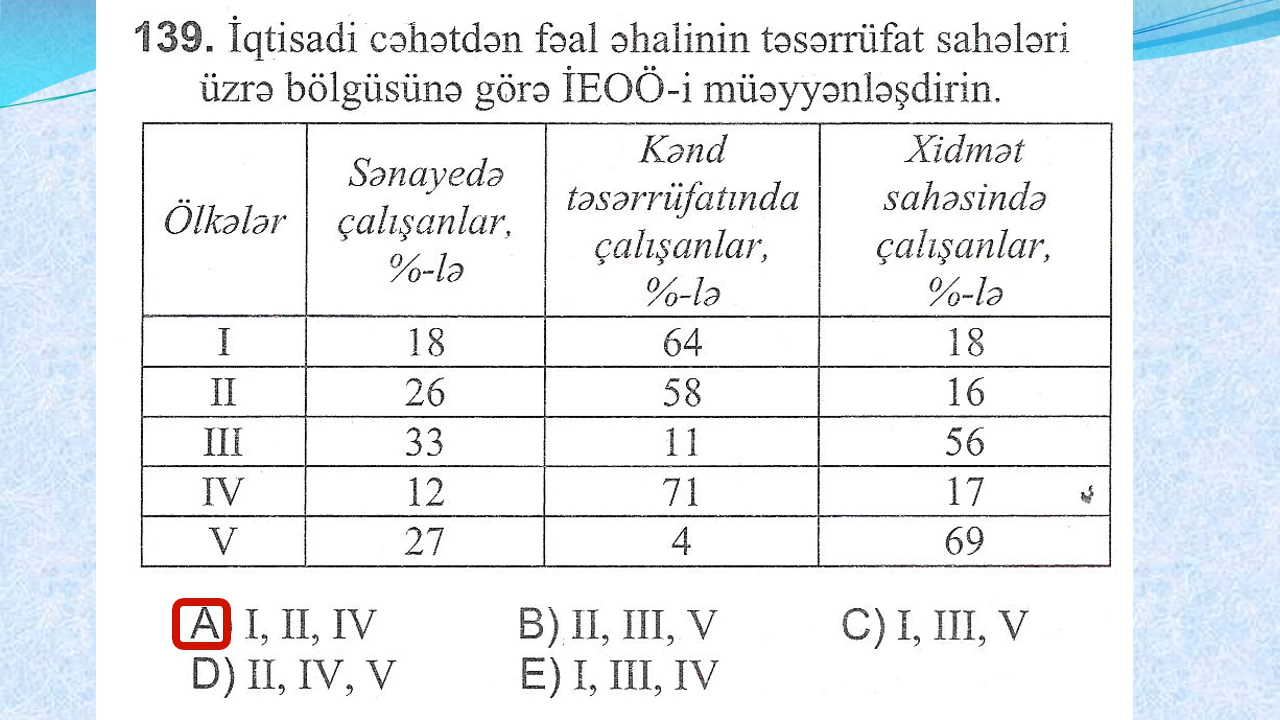 139. İqtisadi cəhətdən fəal əhalinin təsərrüfat sahələri
üzrə bölgüsünə görə İEOÖ-i müəyyənləşdirin.
Ölkələr
Sənayedə
çalışanlar,
%-lə
Kənd
təsərrüfatında
çalışanlar,
%-lə
Xidmət
sahəsində
çalışanlar,
%-lə
I 18 64 18
II 26 58 16
III 33 11 56
IV 12 71 17
V 27 4 69
A) I, II, IV B) II, III, V C) I, III, V
D) II, IV, V E) I, III, IV